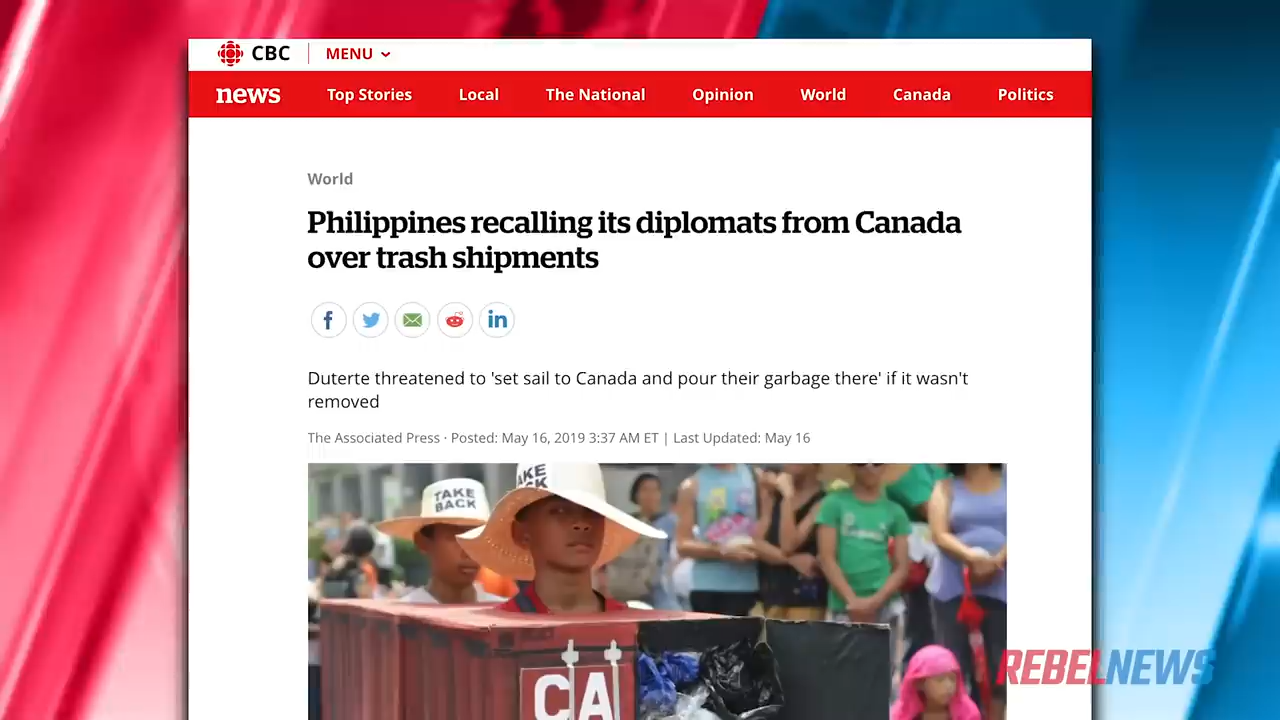 CBC MENU
news Top Stories Local The National Opinion World Canada Politics
World
Philippines recalling its diplomats from Canada
over trash shipments
Duterte threatened to 'set sail to Canada and pour their garbage there' if it wasn't
removed
The Associated Press · Posted: May 16, 2019 3:37 AM ET | Last Updated: May 16
TAKE
BACK
CA
REBELNEWS